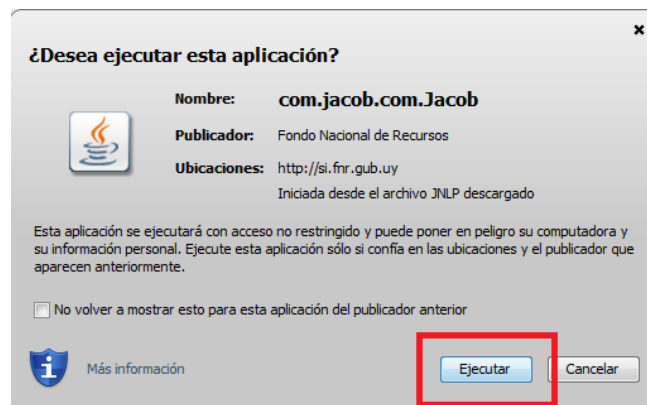 ¿Desea ejecutar esta aplicación?
Nombre: com.jacob.com.Jacob
Publicador: Fondo Nacional de Recursos
Ubicaciones: http://si.fnr.gub.uy
Iniciada desde el archivo JNLP descargado
Esta aplicación se ejecutará con acceso no restringido y puede poner en peligro su computadora y
su información personal. Ejecute esta aplicación sólo si confía en las ubicaciones y el publicador que
aparecen anteriormente.
No volver a mostrar esto para esta aplicación del publicador anterior
Más información
Ejecutar
Cancelar